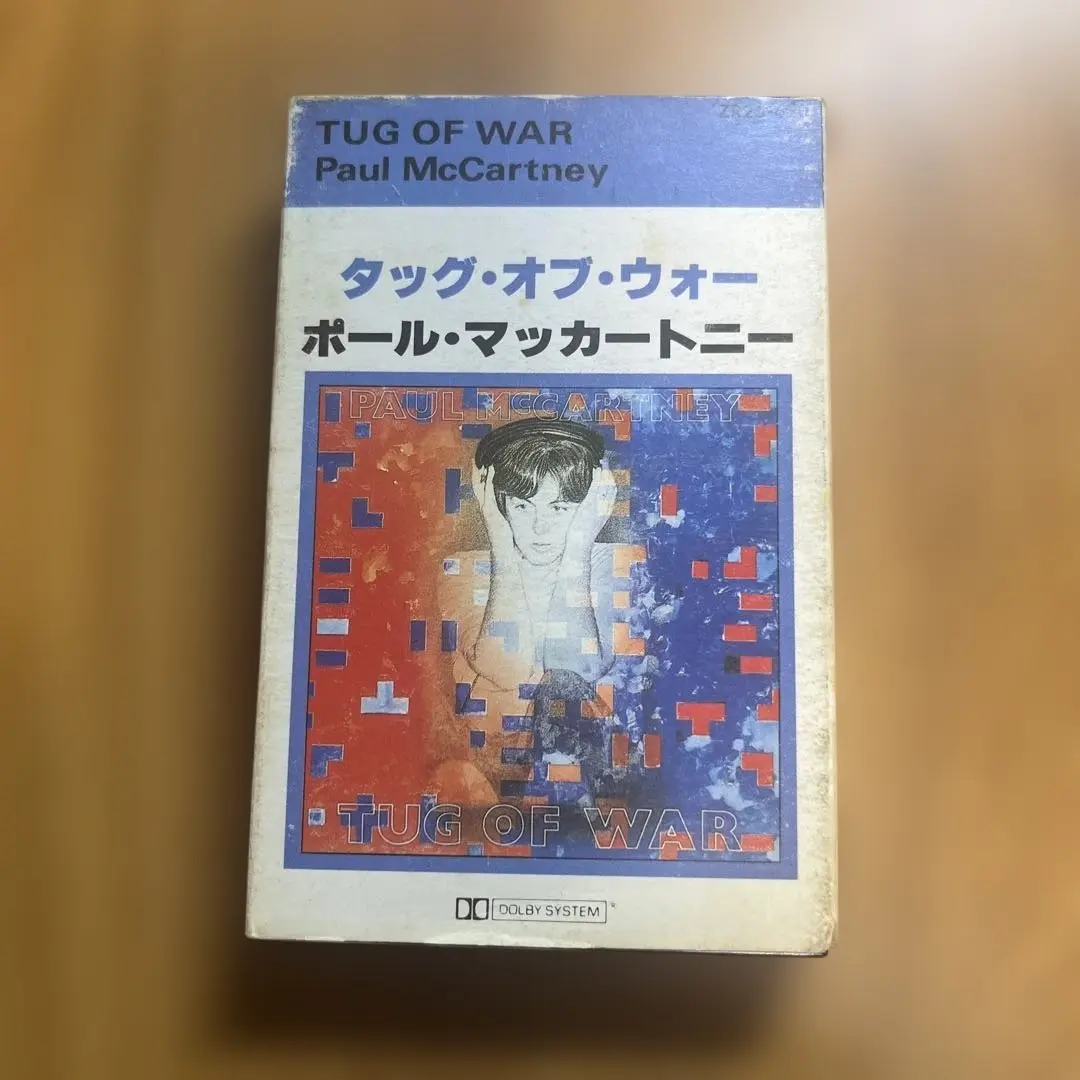 TUG OF WAR
Paul McCartney
タッグ・オブ・ウォー
ポール・マッカートニー
PAUL McCARTNEY
TUG OF WAR
DOLBY SYSTEM